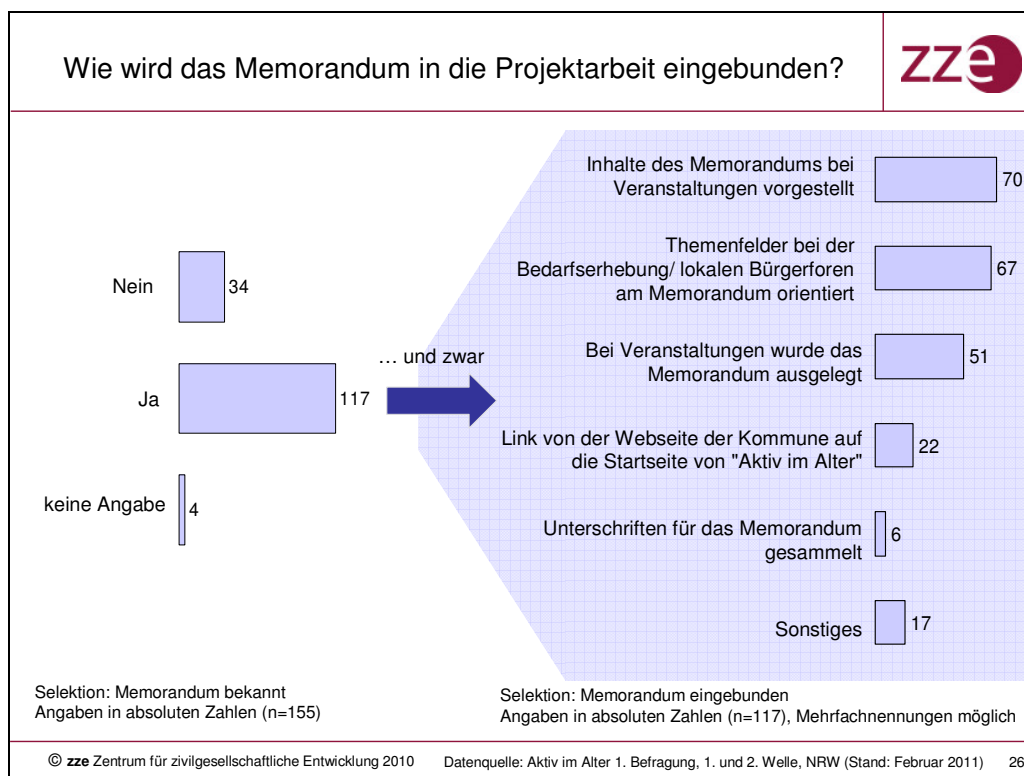 Wie wird das Memorandum in die Projektarbeit eingebunden?
zze
Nein
34
Ja
117
keine Angabe
4
… und zwar
Inhalte des Memorandums bei
Veranstaltungen vorgestellt
70
Themenfelder bei der
Bedarfserhebung/ lokalen Bürgerforen
am Memorandum orientiert
67
Bei Veranstaltungen wurde das
Memorandum ausgelegt
51
Link von der Webseite der Kommune auf
die Startseite von "Aktiv im Alter"
22
Unterschriften für das Memorandum
gesammelt
6
Sonstiges
17
Selektion: Memorandum bekannt
Angaben in absoluten Zahlen (n=155)
Selektion: Memorandum eingebunden
Angaben in absoluten Zahlen (n=117), Mehrfachnennungen möglich
© zze Zentrum für zivilgesellschaftliche Entwicklung 2010
Datenquelle: Aktiv im Alter 1. Befragung, 1. und 2. Welle, NRW (Stand: Februar 2011)
26